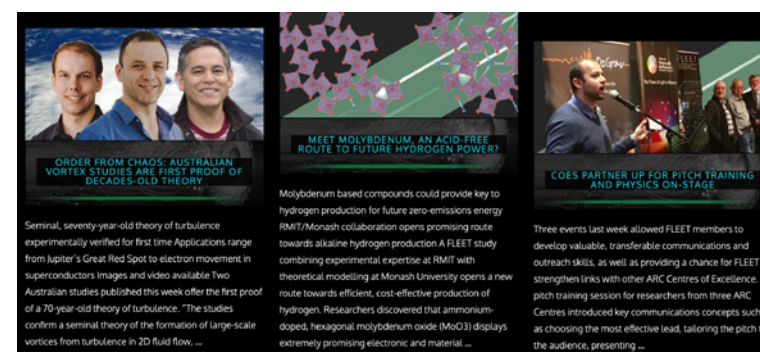 ORDER FROM CHAOS: AUSTRALIAN
VORTEX STUDIES ARE FIRST PROOF OF
DECADES-OLD THEORY
Seminal, seventy-year-old theory of turbulence
experimentally verified for first time Applications range
from Jupiter's Great Red Spot to electron movement in
superconductors Images and video available Two
Australian studies published this week offer the first proof
of a 70-year-old theory of turbulence. "The studies
confirm a seminal theory of the formation of large-scale
vortices from turbulence in 2D fluid flow, ...
MEET MOLYBDENUM, AN ACID-FREE
ROUTE TO FUTURE HYDROGEN POWER?
Molybdenum based compounds could provide key to
hydrogen production for future zero-emissions energy
RMIT/Monash collaboration opens promising route
towards alkaline hydrogen production A FLEET study
combining experimental expertise at RMIT with
theoretical modelling at Monash University opens a new
route towards efficient, cost-effective production of
hydrogen. Researchers discovered that ammonium-
doped, hexagonal molybdenum oxide (MoO3) displays
extremely promising electronic and material ...
FLEET
COES PARTNER UP FOR PITCH TRAINING
AND PHYSICS ON-STAGE
Three events last week allowed FLEET members to
develop valuable, transferable communications and
outreach skills, as well as providing a chance for FLEET
strengthen links with other ARC Centres of Excellence.
pitch training session for researchers from three ARC
Centres introduced key communications concepts such
as choosing the most effective lead, tailoring the pitch
the audience, presenting ...